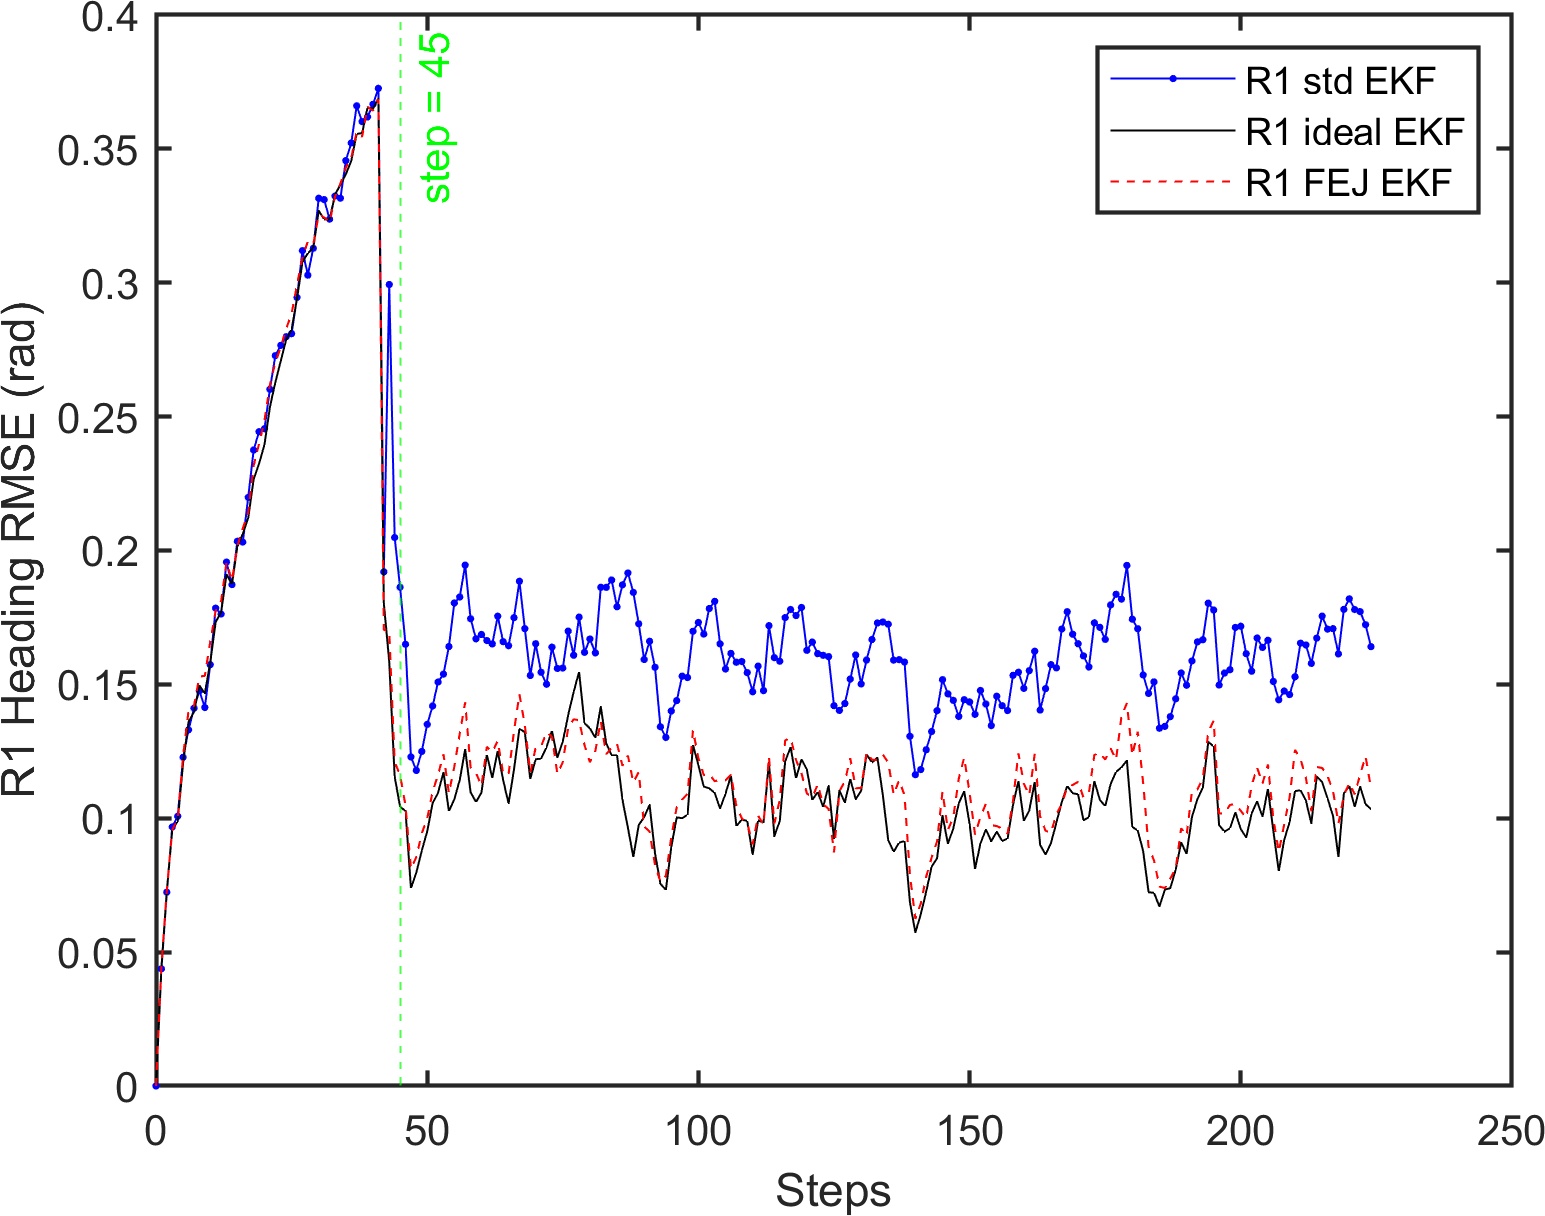 0.4
0.35
0.3
0.25
0.2
0.15
0.1
0.05
0
R1 Heading RMSE (rad)
step = 45
R1 std EKF
R1 ideal EKF
R1 FEJ EKF
0 50 100 150 200 250
Steps